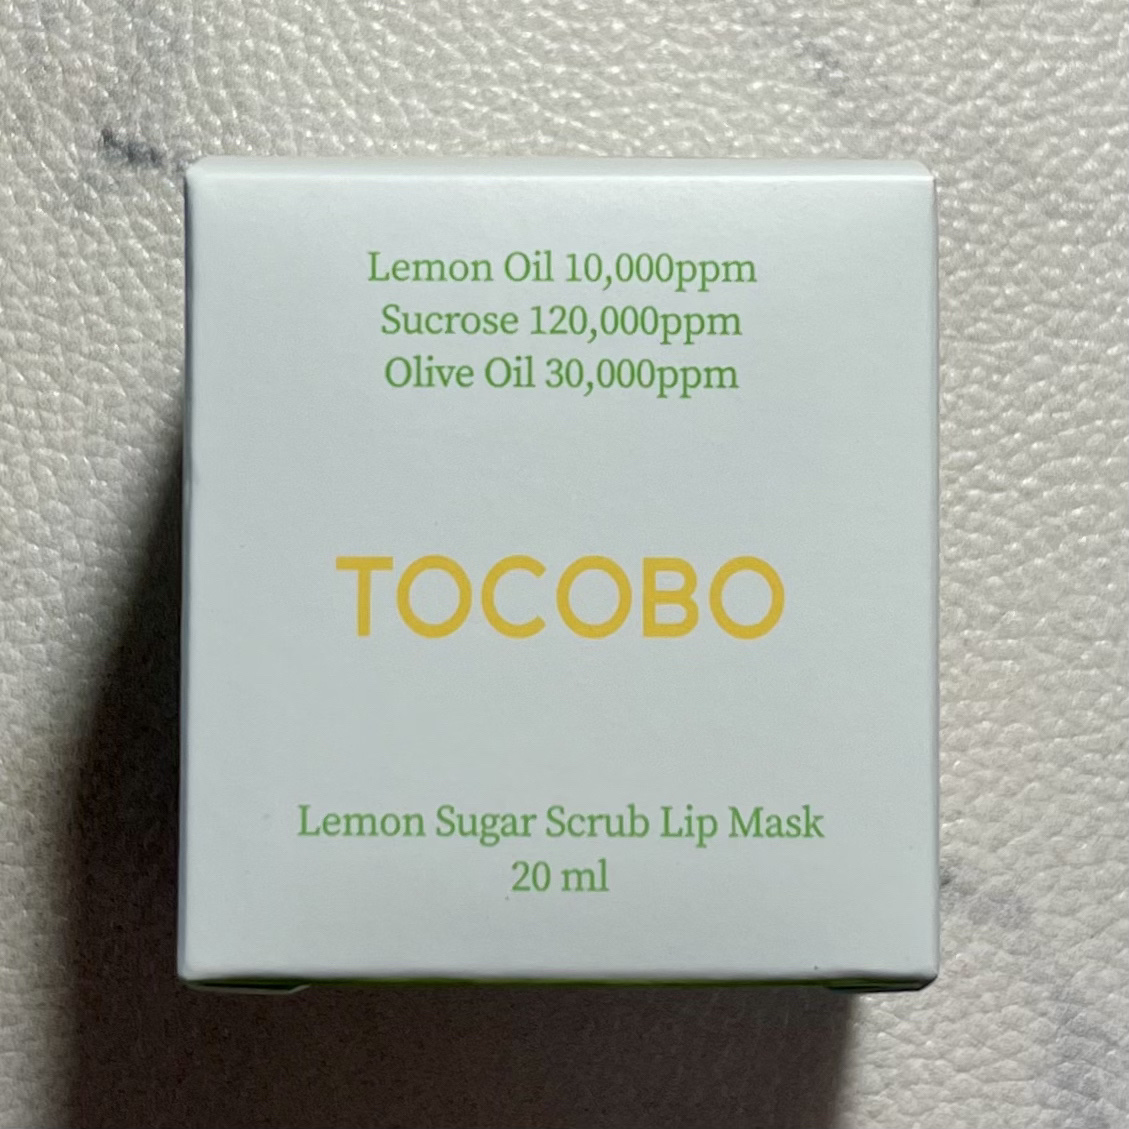 Lemon Oil 10,000ppm
Sucrose 120,000ppm
Olive Oil 30,000ppm
TOCOBO
Lemon Sugar Scrub Lip Mask
20 ml